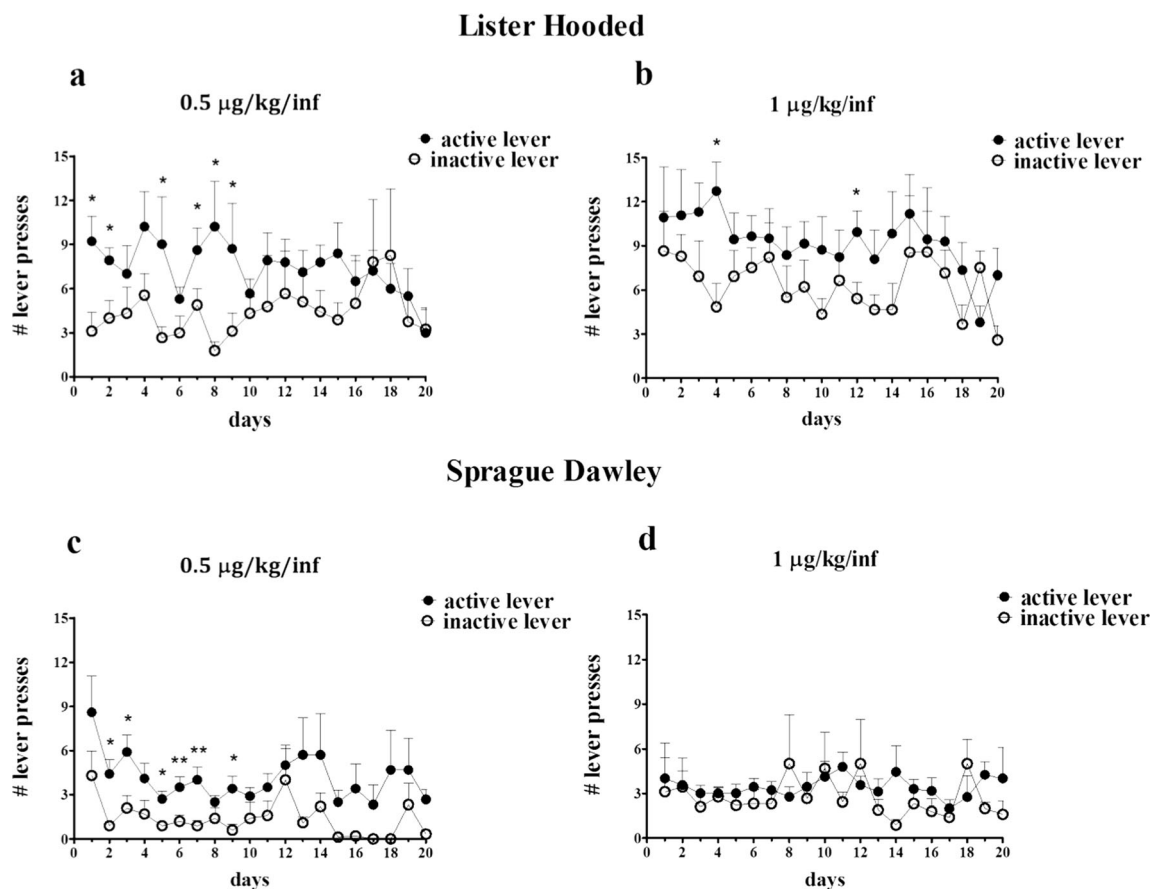 Lister Hooded
a
0.5 μg/kg/inf
active lever
inactive lever
15
12
9
6
3
0
# lever presses
* * * * * *
0 2 4 6 8 10 12 14 16 18 20
days
b
1 μg/kg/inf
active lever
inactive lever
15
12
9
6
3
0
# lever presses
* *
0 2 4 6 8 10 12 14 16 18 20
days
Sprague Dawley
c
0.5 μg/kg/inf
active lever
inactive lever
15
12
9
6
3
0
# lever presses
* * * ** ** *
0 2 4 6 8 10 12 14 16 18 20
days
d
1 μg/kg/inf
active lever
inactive lever
15
12
9
6
3
0
# lever presses
0 2 4 6 8 10 12 14 16 18 20
days